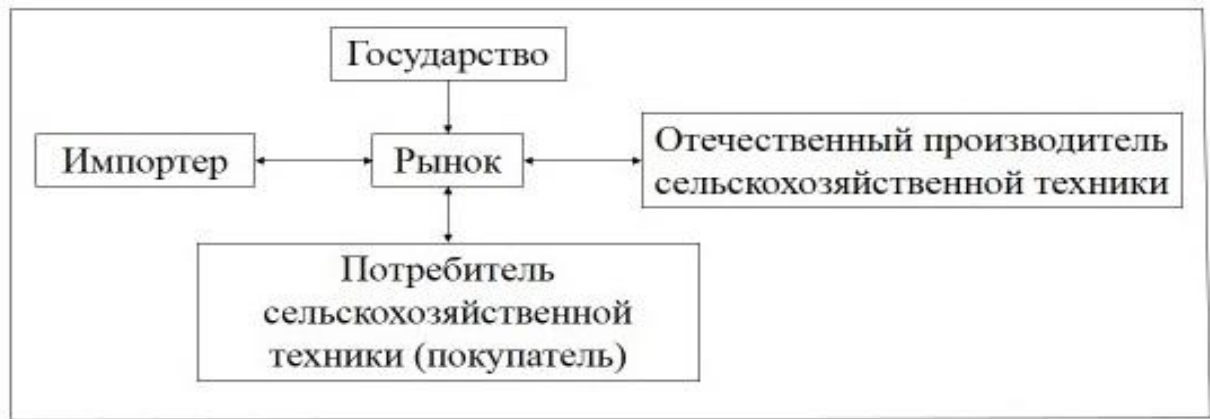 Государство
Импортер
Рынок
Отечественный производитель
сельскохозяйственной техники
Потребитель
сельскохозяйственной
техники (покупатель)